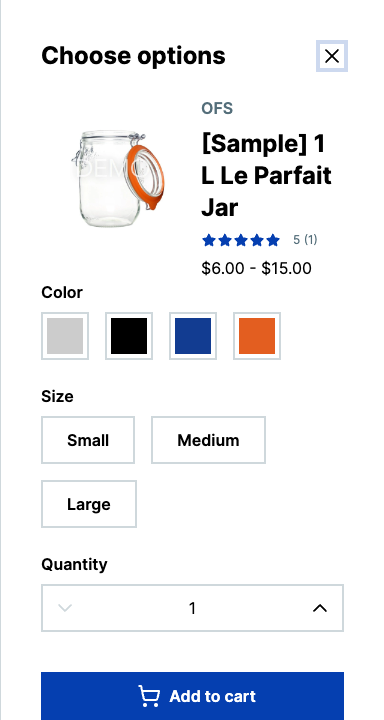 Choose options
OFS
[Sample] 1
L Le Parfait
Jar
5 (1)
$6.00 - $15.00
DEMO
Color
Size
Small
Medium
Large
Quantity
1
Add to cart